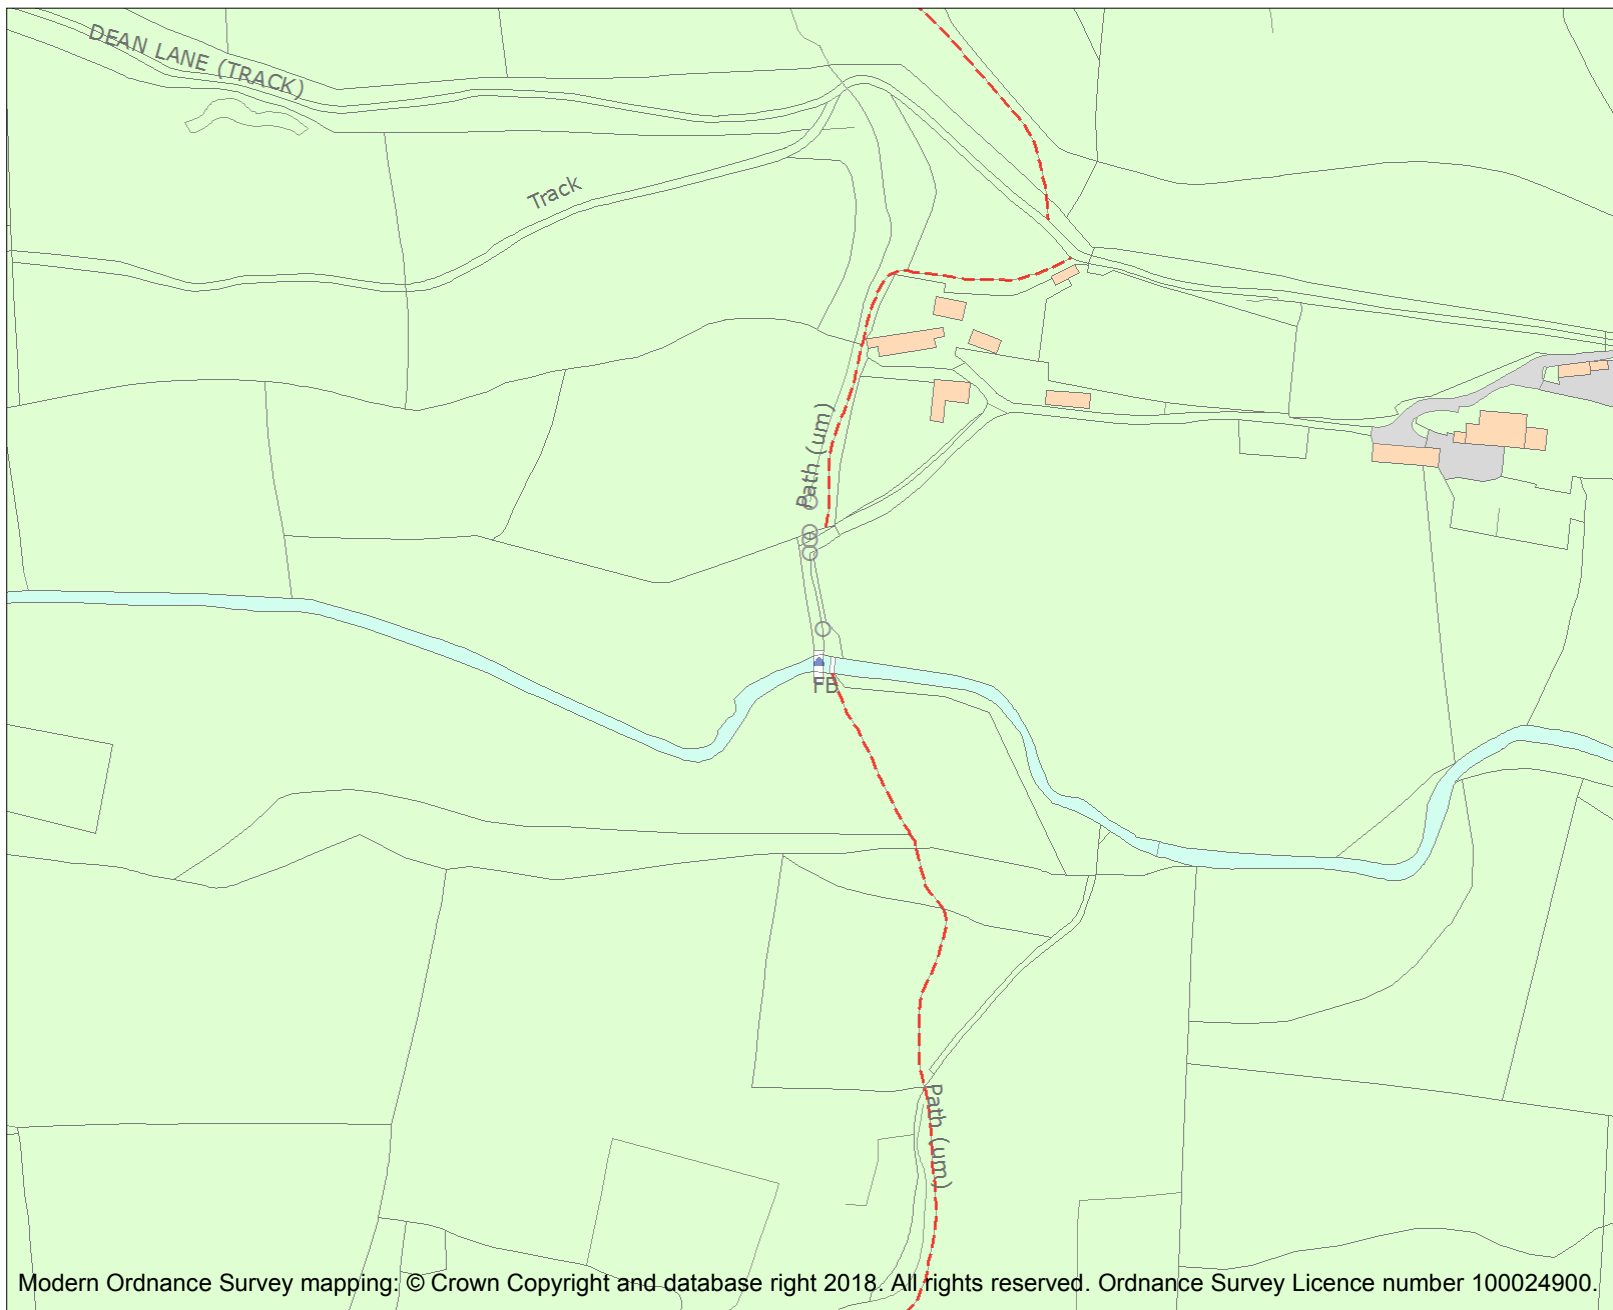 DEAN LANE (TRACK)
Track
Path (um)
FB
Path (um)
Modern Ordnance Survey mapping: © Crown Copyright and database right 2018. All rights reserved. Ordnance Survey Licence number 100024900.